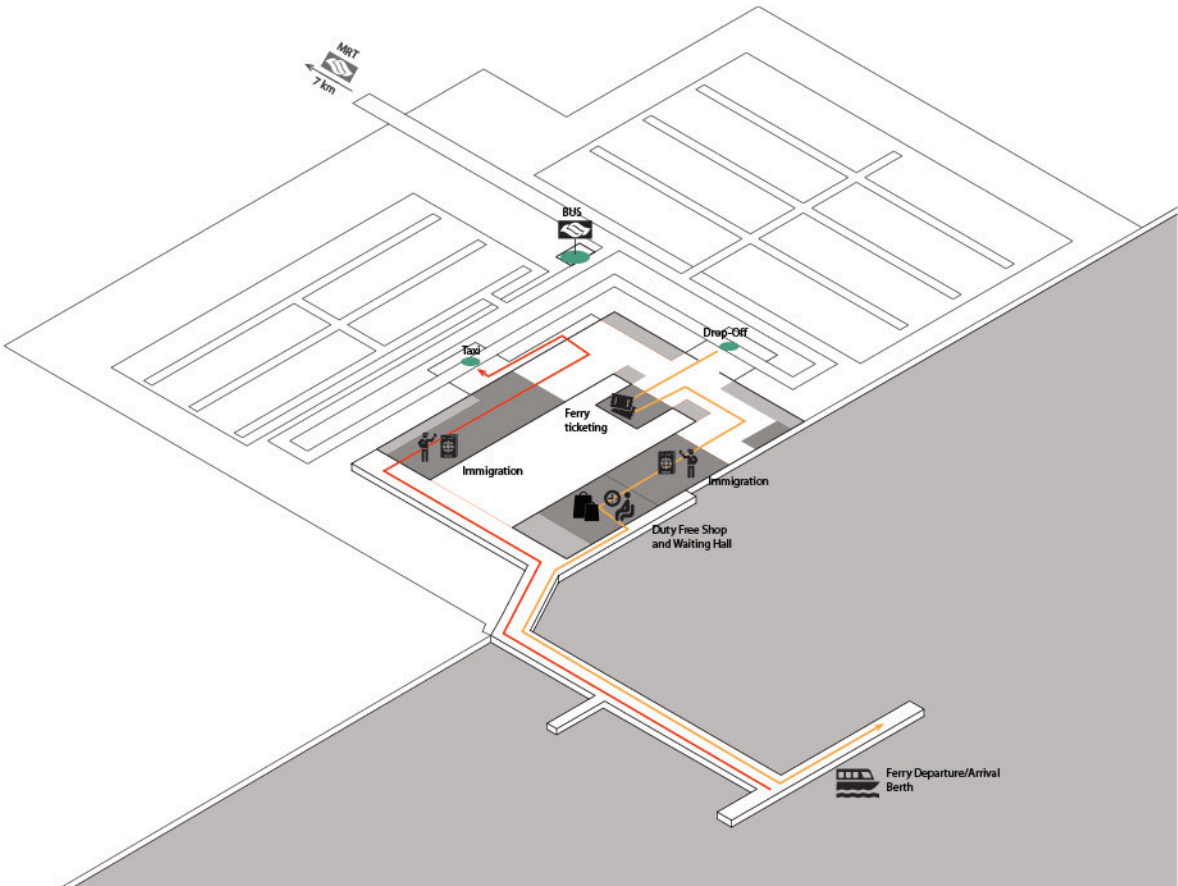 MRT
7 km
BUS
Drop-Off
Taxi
Ferry
ticketing
Immigration
Immigration
Duty Free Shop
and Waiting Hall
Ferry Departure/Arrival
Berth